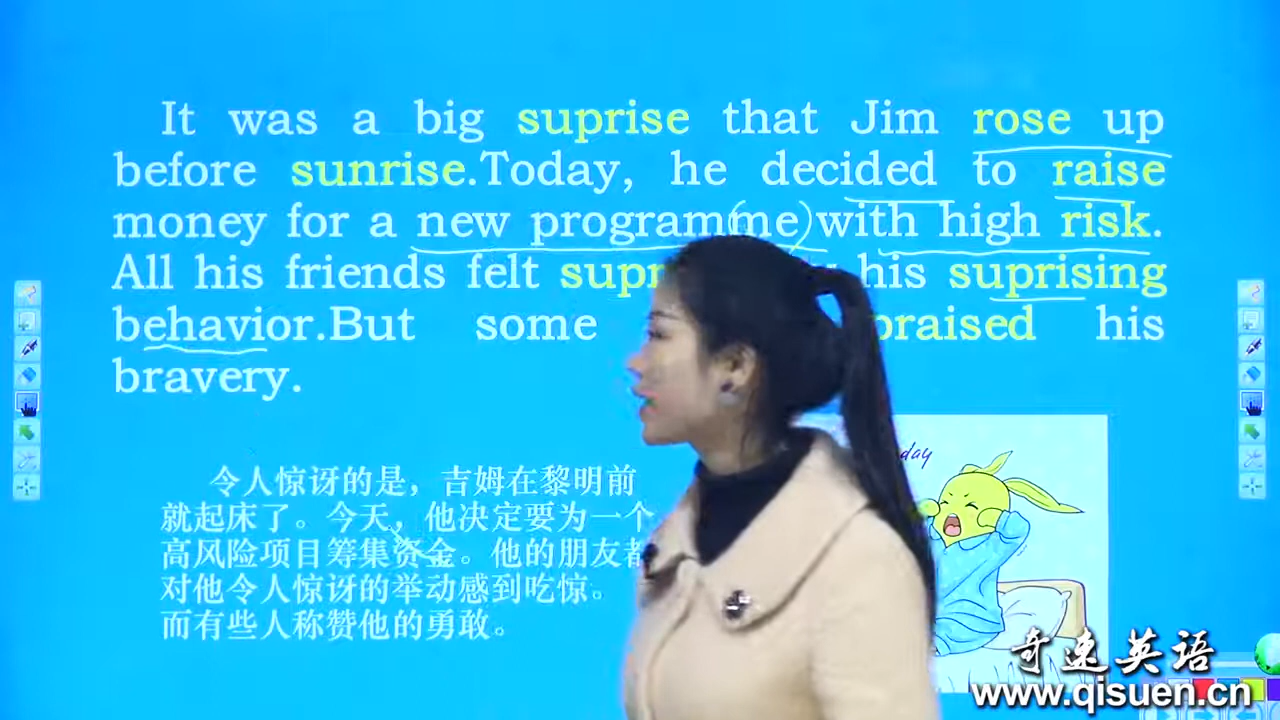 It was a big suprise that Jim rose up
before sunrise.Today, he decided to raise
money for a new programme with high risk.
All his friends felt his suprising
behavior.But some praised his
bravery.
令人惊讶的是，吉姆在黎明前
就起床了。今天，他决定要为一个
高风险项目筹集资金。他的朋友都
对他令人惊讶的举动感到吃惊。
而有些人称赞他的勇敢。
day
奇速英语
www.qisuen.cn